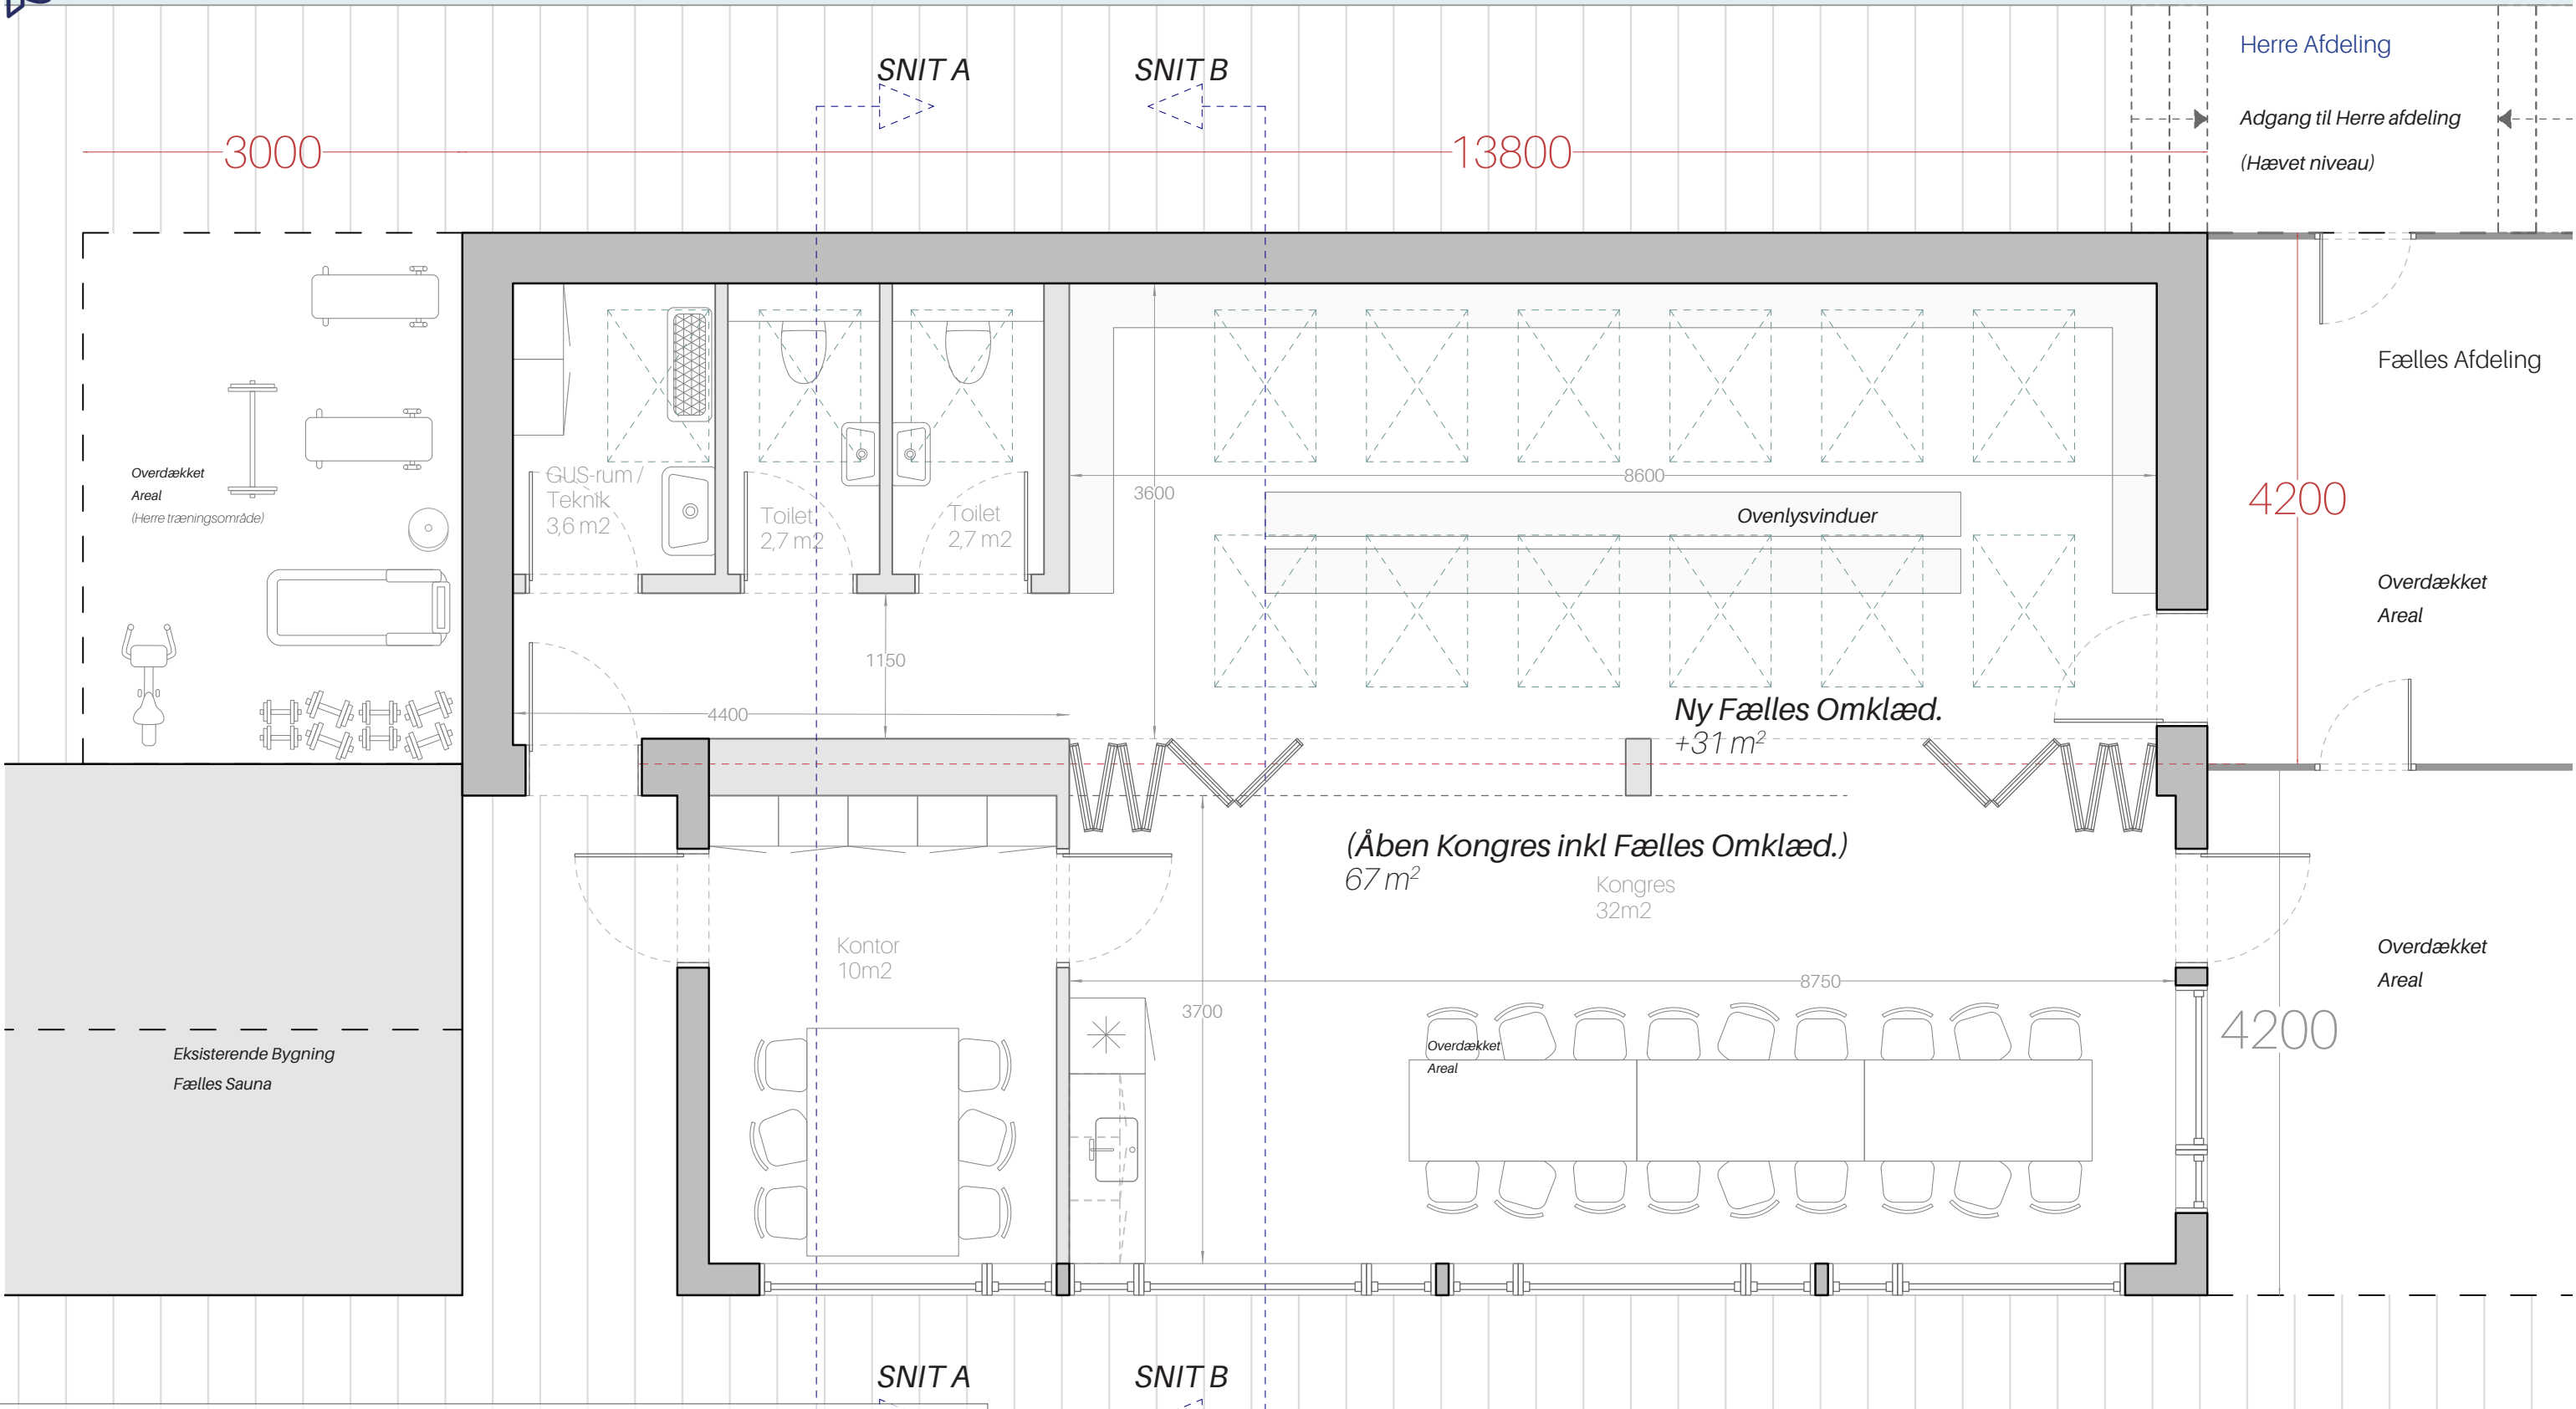 Herre Afdeling
SNIT A
SNIT B
Adgang til Herre afdeling
(Hævet niveau)
3000
13800
Fælles Afdeling
Overdækket
Areal
(Herre træningsområde)
GUS-rum /
Teknik
3,6 m2
Toilet
2,7 m2
Toilet
2,7 m2
3600
8600
Ovenlysvinduer
4200
Overdækket
Areal
1150
4400
Ny Fælles Omklæd.
+31 m²
(Åben Kongres inkl Fælles Omklæd.)
67 m²
Kongres
32m2
Kontor
10m2
3700
8750
Overdækket
Areal
4200
Overdækket
Areal
Eksisterende Bygning
Fælles Sauna
SNIT A
SNIT B